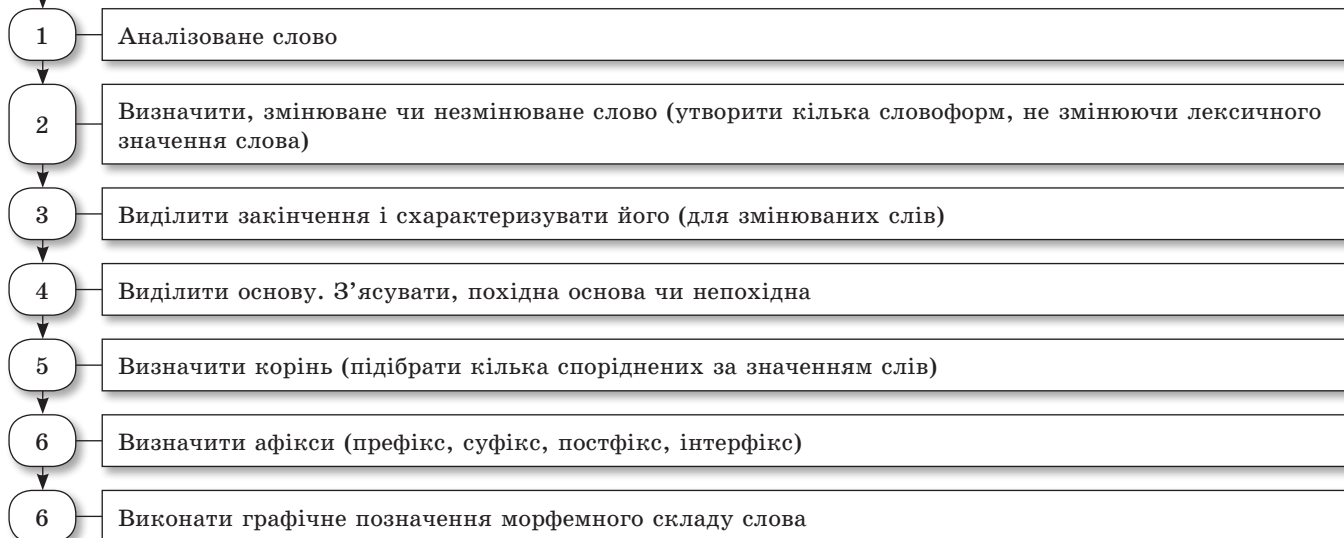 1 Аналізоване слово
2 Визначити, змінюване чи незмінюване слово (утворити кілька словоформ, не змінюючи лексичного
значення слова)
3 Виділити закінчення і схарактеризувати його (для змінюваних слів)
4 Виділити основу. З’ясувати, похідна основа чи непохідна
5 Визначити корінь (підібрати кілька споріднених за значенням слів)
6 Визначити афікси (префікс, суфікс, постфікс, інтерфікс)
6 Виконати графічне позначення морфемного складу слова